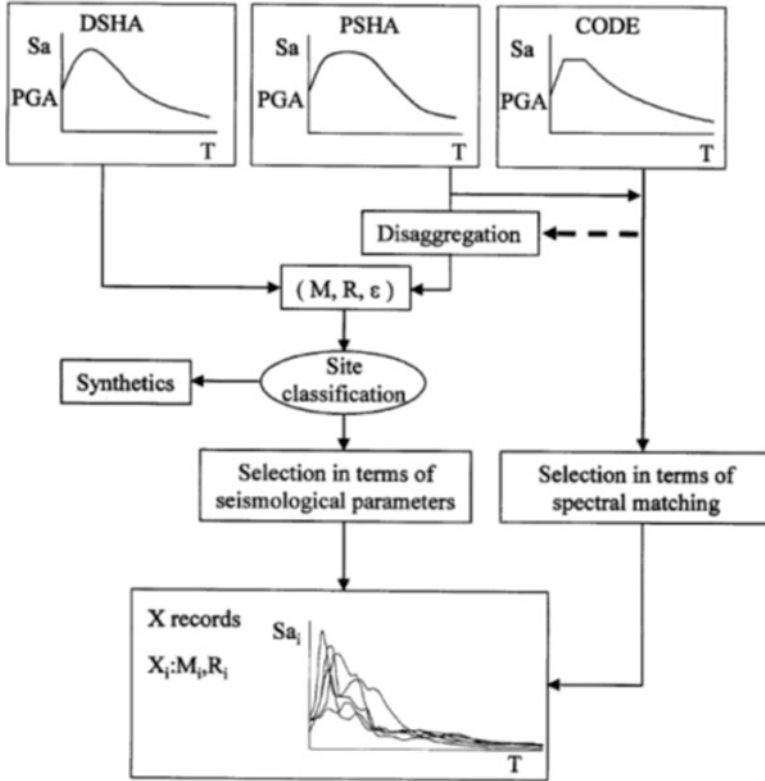 DSHA
Sa
PGA
T
PSHA
Sa
PGA
T
CODE
Sa
PGA
T
Disaggregation
( M, R, ε )
Site
classification
Synthetics
Selection in terms of
seismological parameters
Selection in terms of
spectral matching
X records
Xᵢ:Mᵢ,Rᵢ
Saᵢ
T